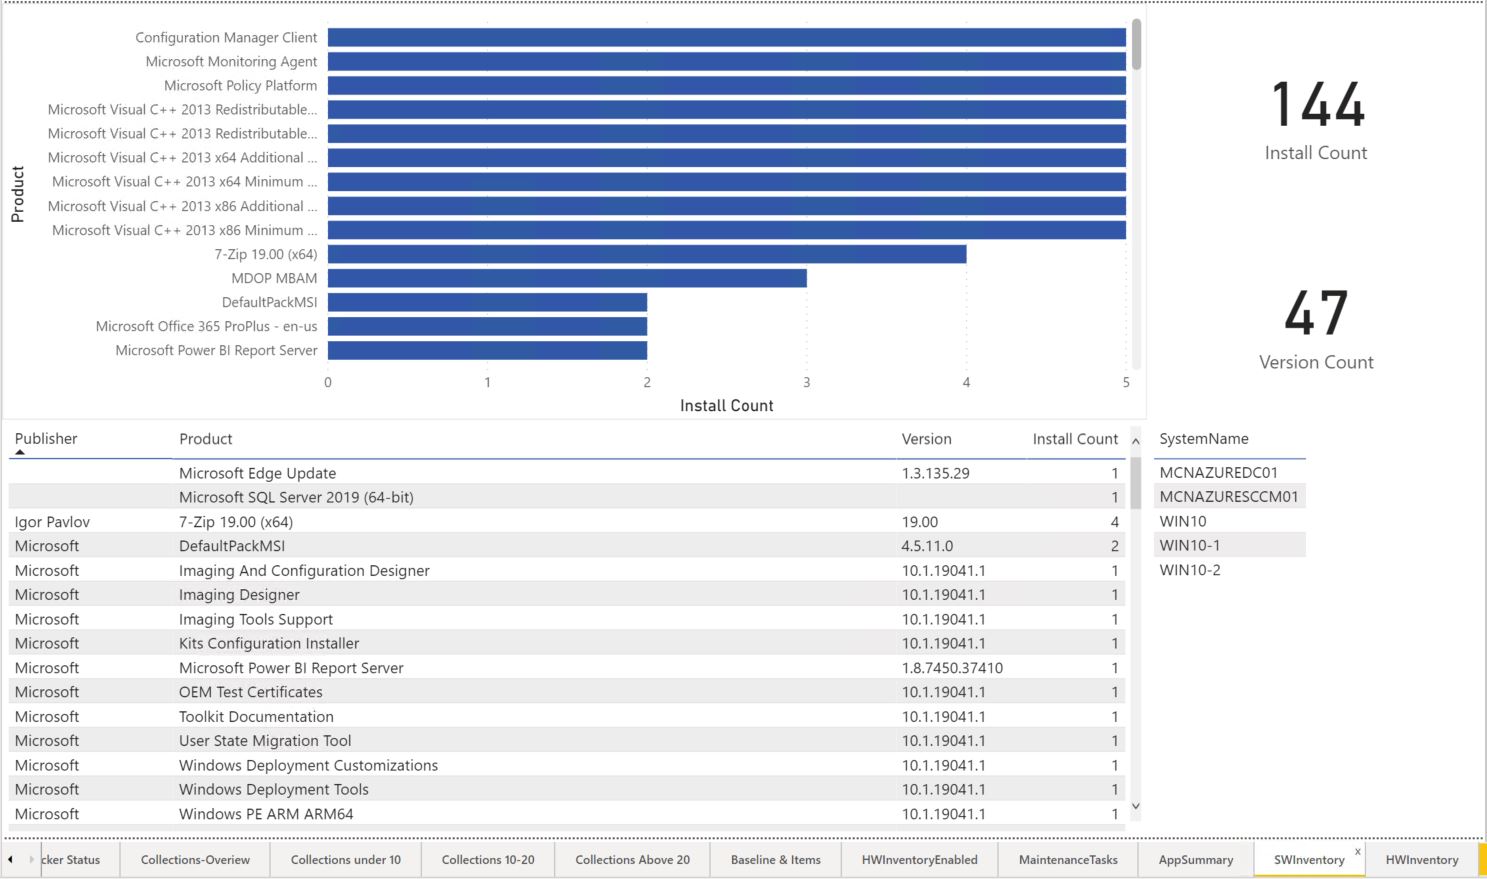 Product
Configuration Manager Client
Microsoft Monitoring Agent
Microsoft Policy Platform
Microsoft Visual C++ 2013 Redistributable...
Microsoft Visual C++ 2013 Redistributable...
Microsoft Visual C++ 2013 x64 Additional ...
Microsoft Visual C++ 2013 x64 Minimum ...
Microsoft Visual C++ 2013 x86 Additional ...
Microsoft Visual C++ 2013 x86 Minimum ...
7-Zip 19.00 (x64)
MDOP MBAM
DefaultPackMSI
Microsoft Office 365 ProPlus - en-us
Microsoft Power BI Report Server
0 1 2 3 4 5
Install Count
144
Install Count
47
Version Count
Publisher Product Version Install Count
Microsoft Edge Update 1.3.135.29 1
Microsoft SQL Server 2019 (64-bit) 1
Igor Pavlov 7-Zip 19.00 (x64) 19.00 4
Microsoft DefaultPackMSI 4.5.11.0 2
Microsoft Imaging And Configuration Designer 10.1.19041.1 1
Microsoft Imaging Designer 10.1.19041.1 1
Microsoft Imaging Tools Support 10.1.19041.1 1
Microsoft Kits Configuration Installer 10.1.19041.1 1
Microsoft Microsoft Power BI Report Server 1.8.7450.37410 1
Microsoft OEM Test Certificates 10.1.19041.1 1
Microsoft Toolkit Documentation 10.1.19041.1 1
Microsoft User State Migration Tool 10.1.19041.1 1
Microsoft Windows Deployment Customizations 10.1.19041.1 1
Microsoft Windows Deployment Tools 10.1.19041.1 1
Microsoft Windows PE ARM ARM64 10.1.19041.1 1
SystemName
MCNAZUREDC01
MCNAZURESCCM01
WIN10
WIN10-1
WIN10-2
cker Status Collections-Overiew Collections under 10 Collections 10-20 Collections Above 20 Baseline & Items HWInventoryEnabled MaintenanceTasks AppSummary SWInventory x HWInventory